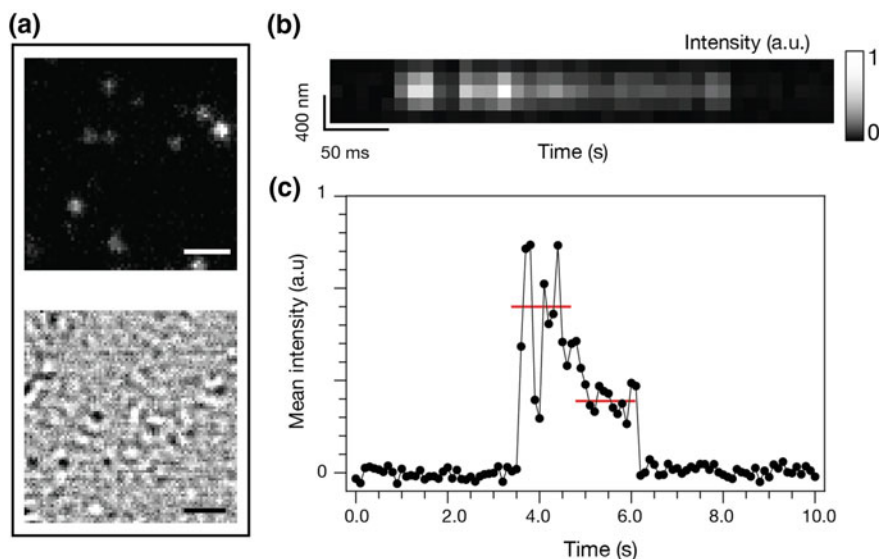 (a)
(b)
Intensity (a.u.)
1
0
400 nm
50 ms
Time (s)
(c)
1
0
Mean intensity (a.u)
0.0
2.0
4.0
6.0
8.0
10.0
Time (s)